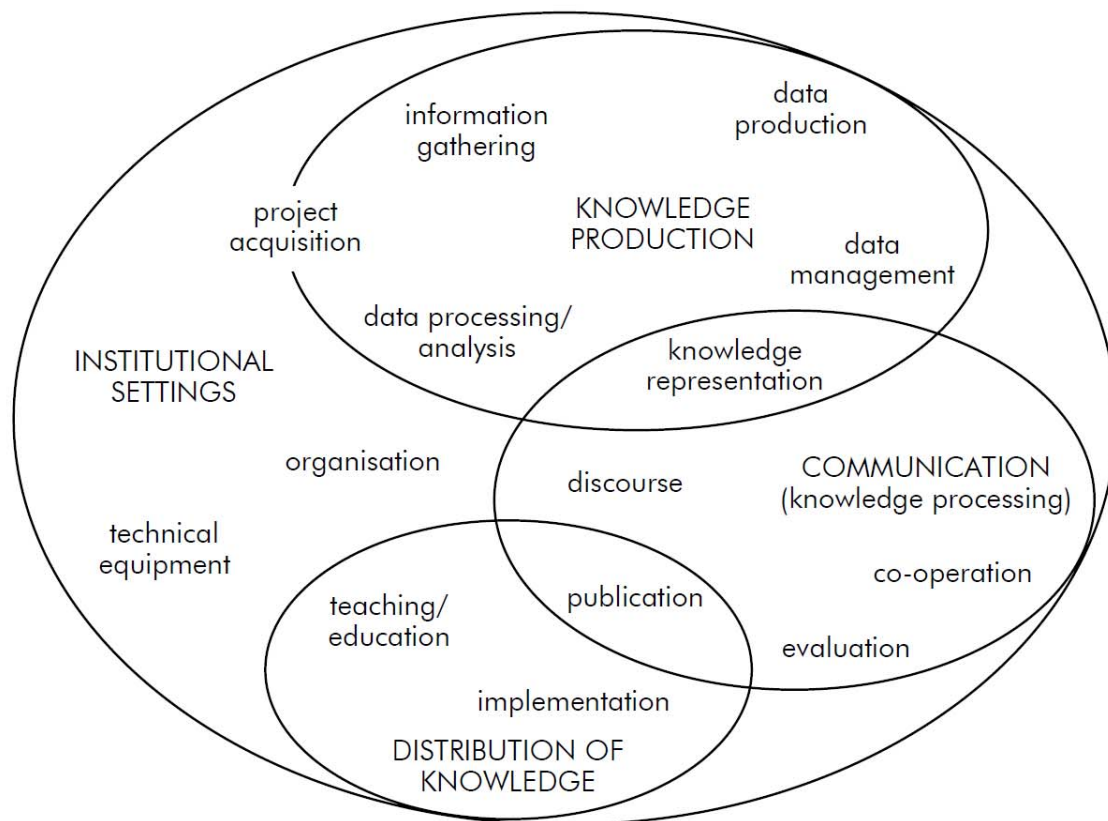 information
gathering
data
production
project
acquisition
KNOWLEDGE
PRODUCTION
data
management
data processing/
analysis
knowledge
representation
INSTITUTIONAL
SETTINGS
organisation
discourse
COMMUNICATION
(knowledge processing)
technical
equipment
co-operation
teaching/
education
publication
evaluation
implementation
DISTRIBUTION OF
KNOWLEDGE